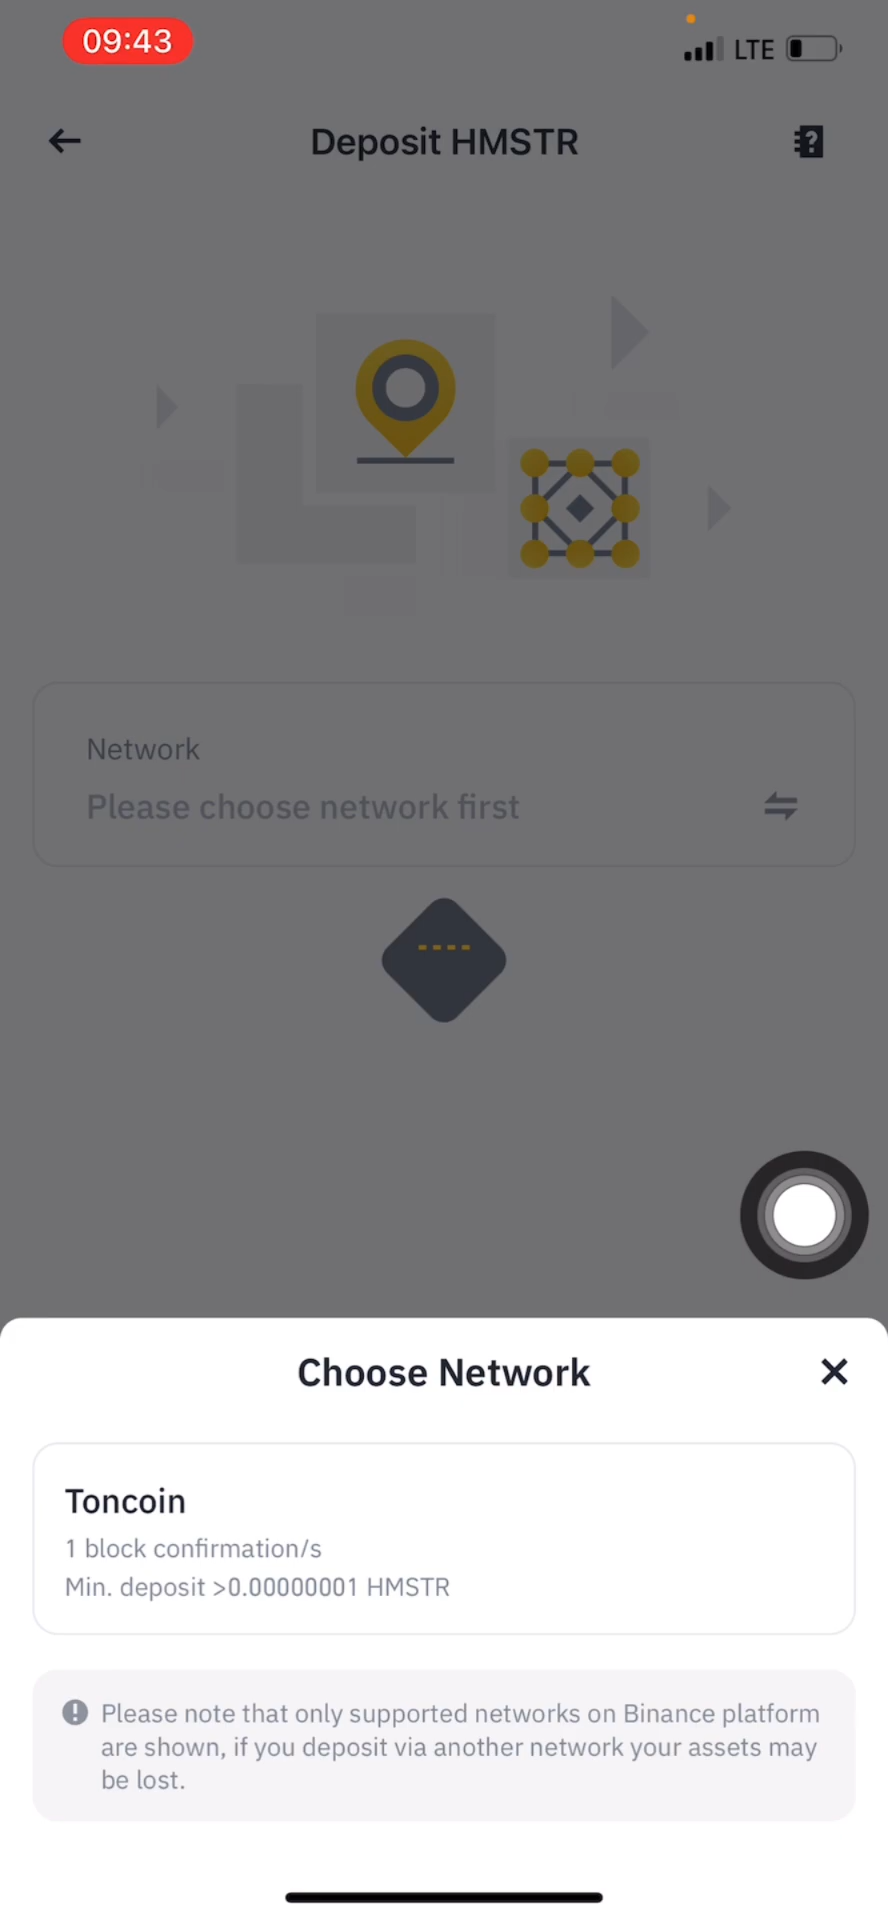 09:43
LTE
Deposit HMSTR
Network
Please choose network first
Choose Network
Toncoin
1 block confirmation/s
Min. deposit >0.00000001 HMSTR
Please note that only supported networks on Binance platform
are shown, if you deposit via another network your assets may
be lost.